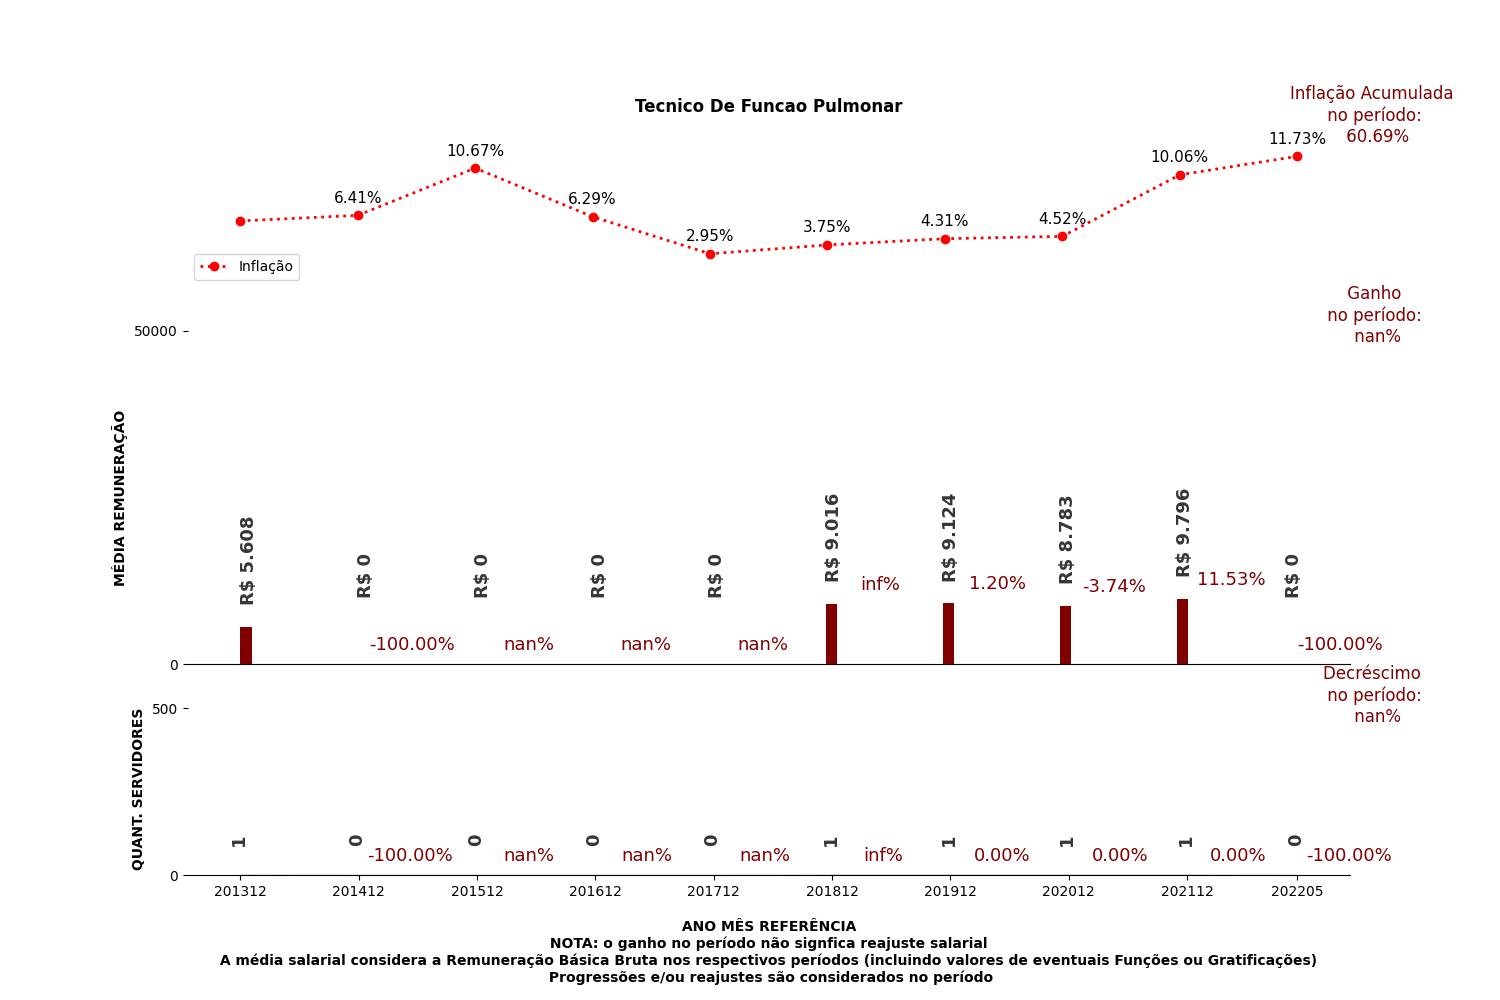 Tecnico De Funcao Pulmonar
Inflação Acumulada
no período:
60.69%
6.41%
10.67%
6.29%
2.95%
3.75%
4.31%
4.52%
10.06%
11.73%
Inflação
Ganho
no período:
nan%
50000
0
MÉDIA REMUNERAÇÃO
R$ 5.608
R$ 0
R$ 0
R$ 0
R$ 0
R$ 9.016
R$ 9.124
R$ 8.783
R$ 9.796
R$ 0
-100.00%
nan%
nan%
nan%
inf%
1.20%
-3.74%
11.53%
-100.00%
Decréscimo
no período:
nan%
500
0
QUANT. SERVIDORES
1
0
0
0
0
1
1
1
1
0
-100.00%
nan%
nan%
nan%
inf%
0.00%
0.00%
0.00%
-100.00%
201312
201412
201512
201612
201712
201812
201912
202012
202112
202205
ANO MÊS REFERÊNCIA
NOTA: o ganho no período não signfica reajuste salarial
A média salarial considera a Remuneração Básica Bruta nos respectivos períodos (incluindo valores de eventuais Funções ou Gratificações)
Progressões e/ou reajustes são considerados no período